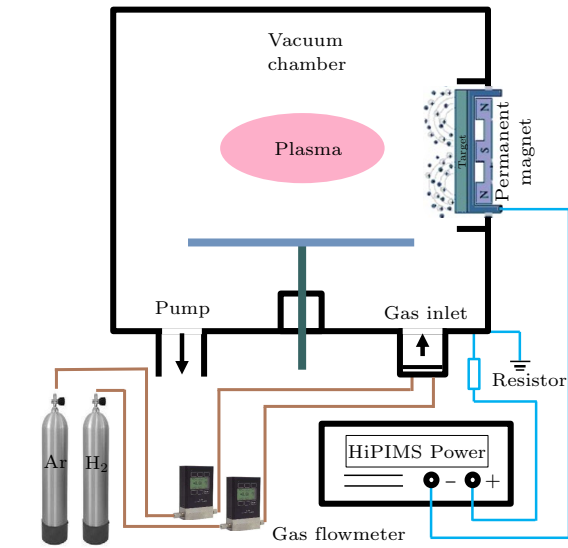 Vacuum
chamber
Plasma
Target
N
S
N
Permanent
magnet
Pump
Gas inlet
Resistor
Ar
H₂
HiPIMS Power
- +
Gas flowmeter